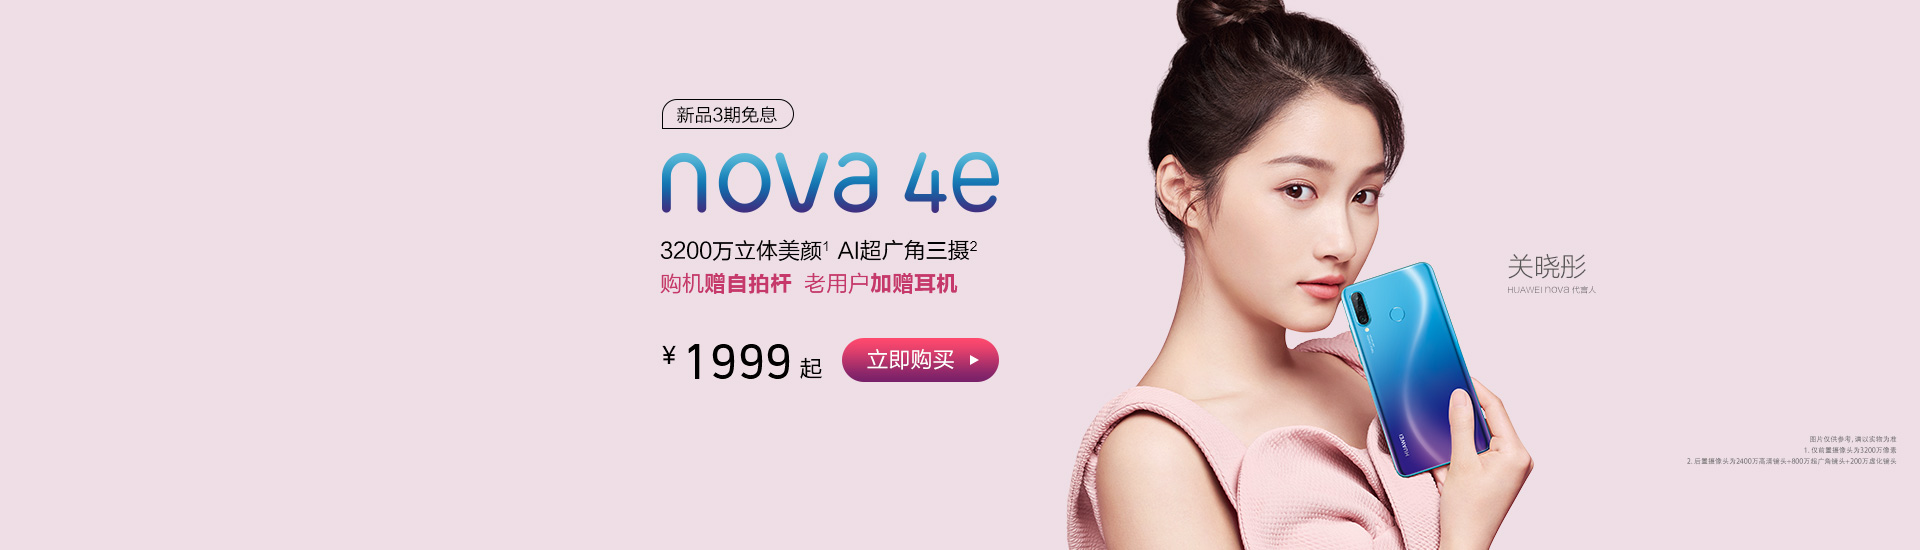 新品3期免息
nova 4e
3200万立体美颜1 AI超广角三摄2
购机赠自拍杆 老用户加赠耳机
¥ 1999 起 立即购买
关晓彤
HUAWEI nova 代言人
HUAWEI
图片仅供参考, 请以实物为准
1. 仅前置摄像头为3200万像素
2. 后置摄像头为2400万高清镜头+800万超广角镜头+200万虚化镜头